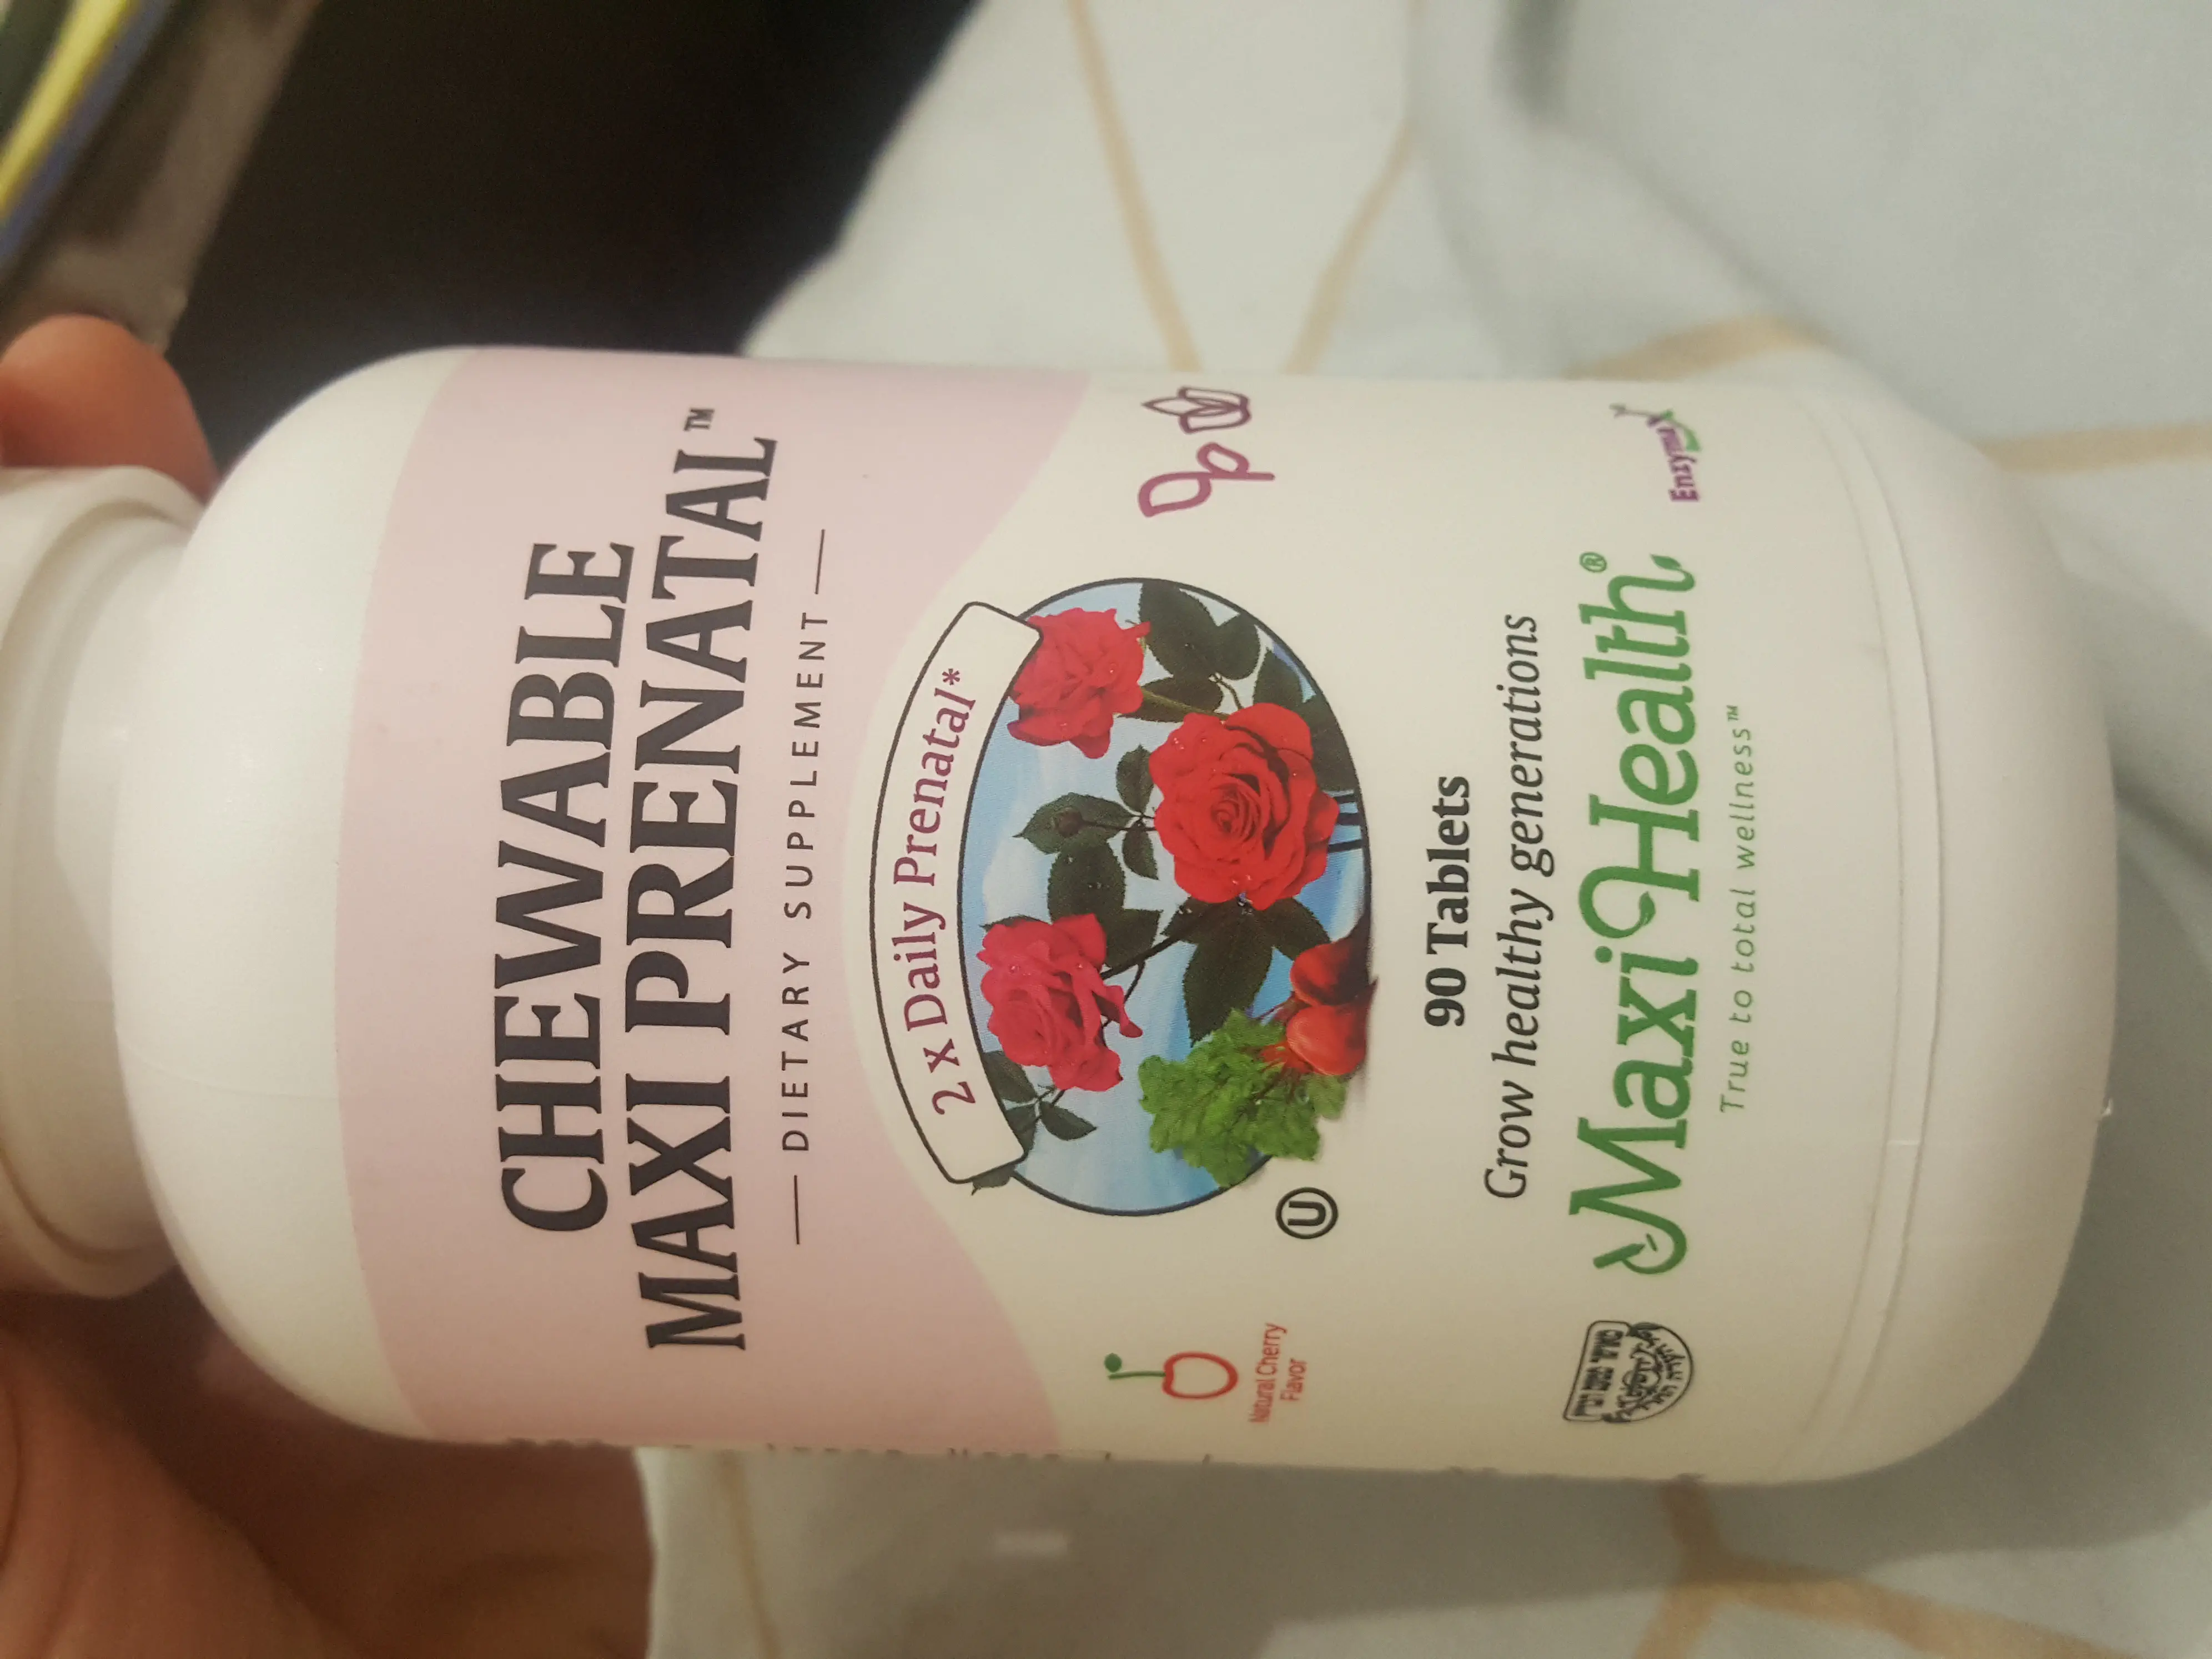 CHEWABLE
MAXI PRENATAL™
DIETARY SUPPLEMENT
2 x Daily Prenatal*
Natural Cherry
Flavor
U
90 Tablets
Grow healthy generations
MaxiHealth®
True to total wellness™
Enzymax